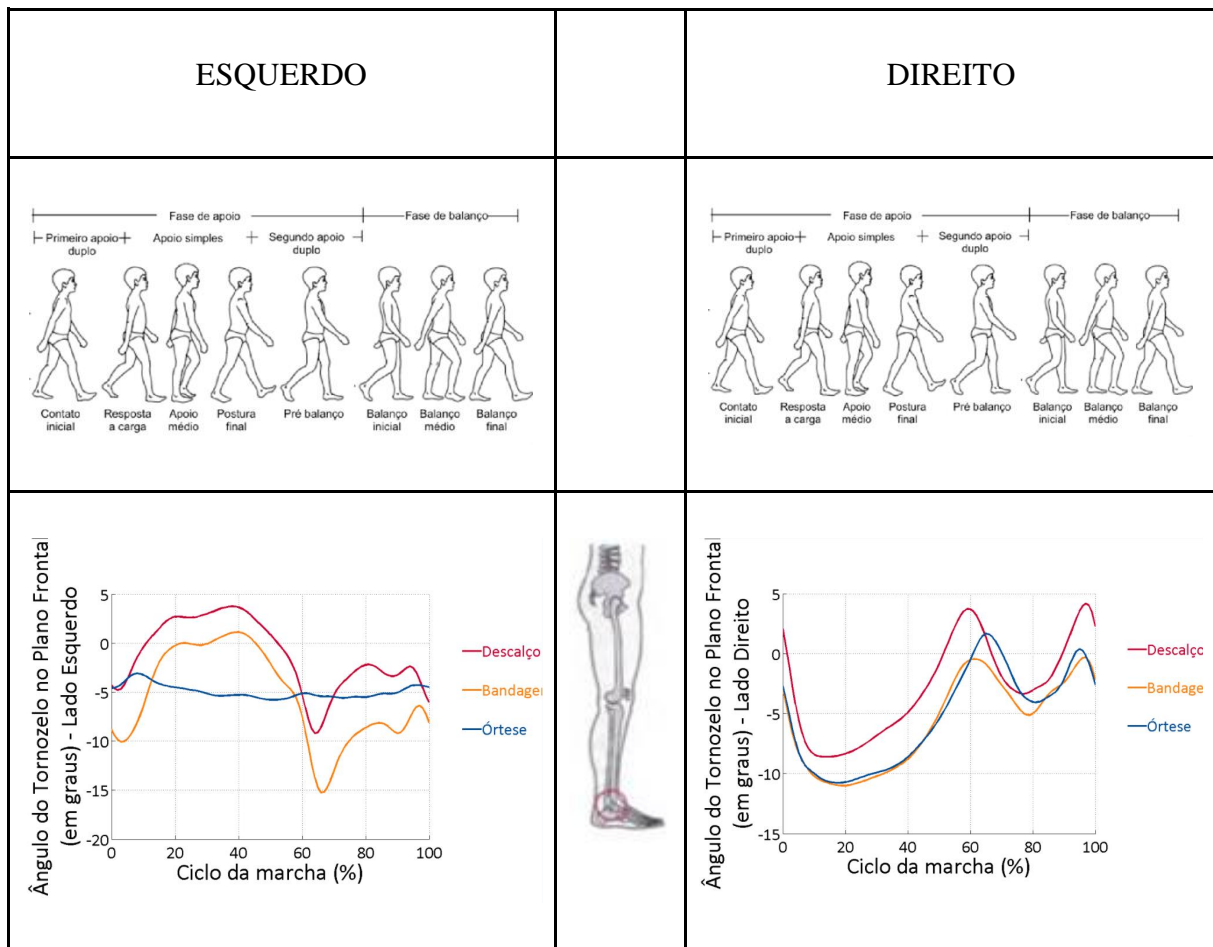 ESQUERDO
DIREITO
Fase de apoio
Fase de balanço
Primeiro apoio duplo
Apoio simples
Segundo apoio duplo
Contato inicial
Resposta a carga
Apoio médio
Postura final
Pré balanço
Balanço inicial
Balanço médio
Balanço final
Fase de apoio
Fase de balanço
Primeiro apoio duplo
Apoio simples
Segundo apoio duplo
Contato inicial
Resposta a carga
Apoio médio
Postura final
Pré balanço
Balanço inicial
Balanço médio
Balanço final
Ângulo do Tornozelo no Plano Fronta
(em graus) - Lado Esquerdo
5
0
-5
-10
-15
-20
0 20 40 60 80 100
Ciclo da marcha (%)
Descalço
Bandager
Órtese
Ângulo do Tornozelo no Plano Fronta
(em graus) - Lado Direito
5
0
-5
-10
-15
0 20 40 60 80 100
Ciclo da marcha (%)
Descalço
Bandage
Órtese